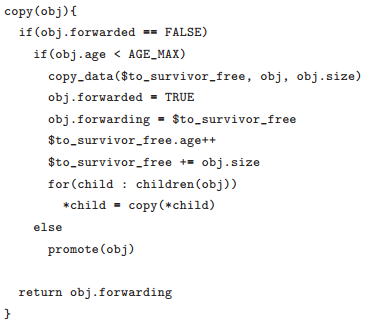 copy(obj){
  if(obj.forwarded == FALSE)
    if(obj.age < AGE_MAX)
      copy_data($to_survivor_free, obj, obj.size)
      obj.forwarded = TRUE
      obj.forwarding = $to_survivor_free
      $to_survivor_free.age++
      $to_survivor_free += obj.size
      for(child : children(obj))
        *child = copy(*child)
    else
      promote(obj)

  return obj.forwarding
}